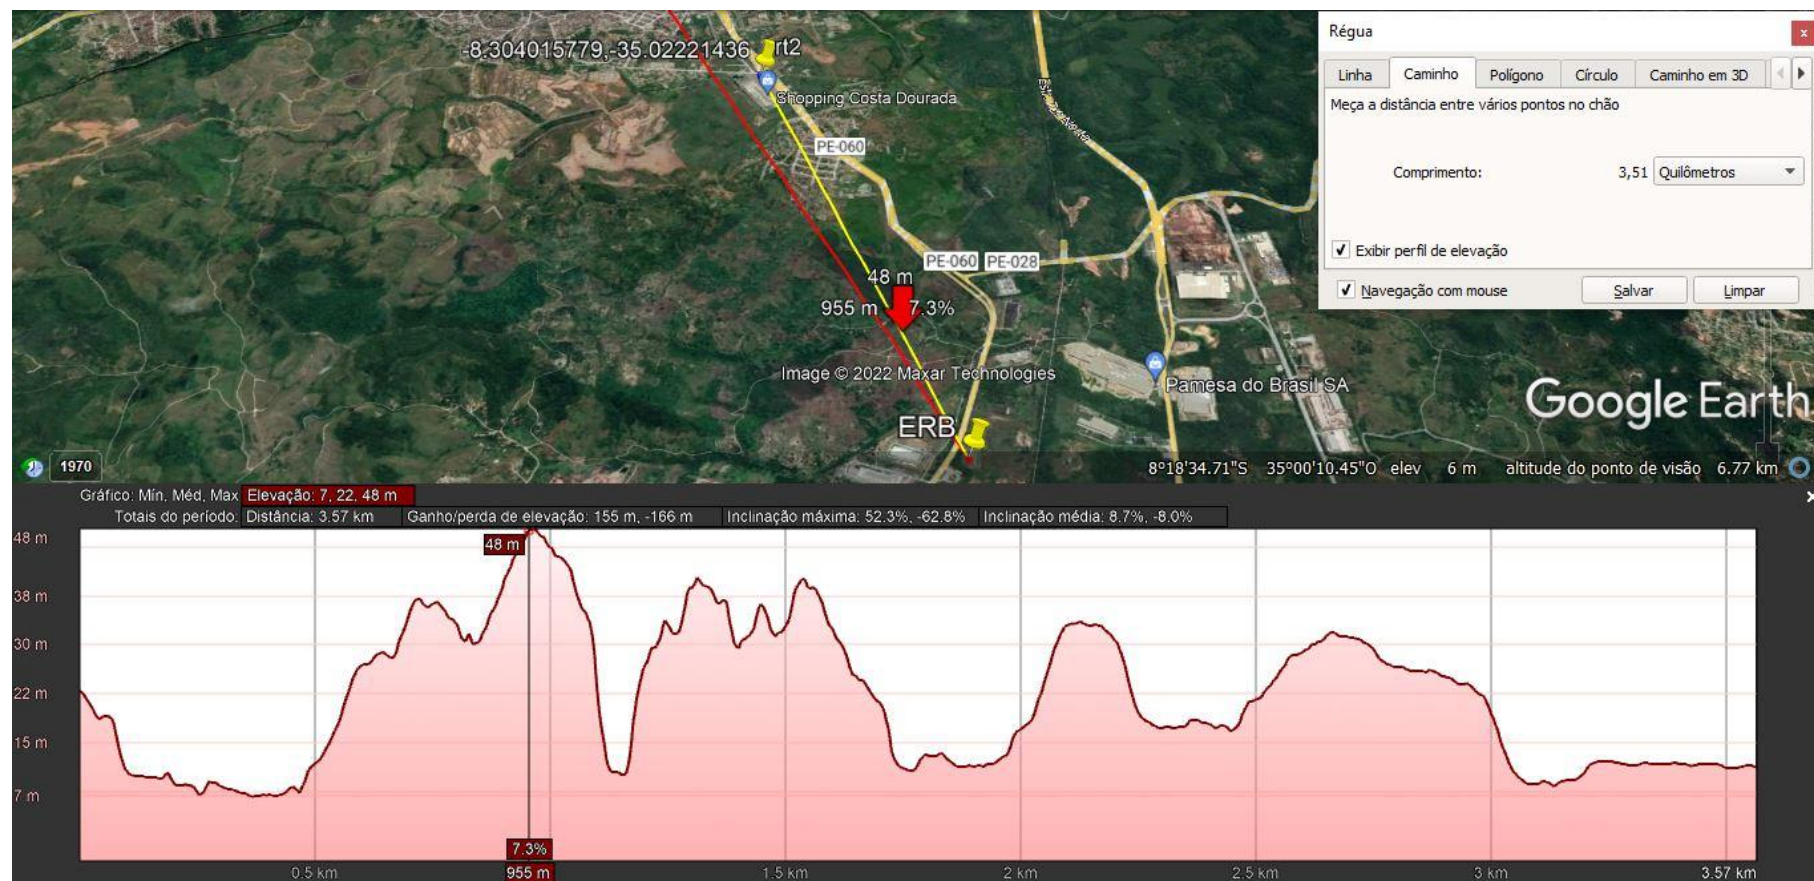 -8.304015779,-35.02221436
rt2
Shopping Costa Dourada
PE-060
PE-060 PE-028
48 m
955 m 7.3%
Image © 2022 Maxar Technologies
Pamesa do Brasil SA
ERB
Google Earth
1970
8°18'34.71"S 35°00'10.45"O elev 6 m altitude do ponto de visão 6.77 km
Régua
x
Linha Caminho Polígono Círculo Caminho em 3D
Meça a distância entre vários pontos no chão
Comprimento: 3,51 Quilômetros
Exibir perfil de elevação
Navegação com mouse Salvar Limpar
Gráfico: Mín, Méd, Max Elevação: 7, 22, 48 m
Totais do período: Distância: 3.57 km Ganho/perda de elevação: 155 m, -166 m Inclinação máxima: 52.3%, -62.8% Inclinação média: 8.7%, -8.0%
48 m
48 m
38 m
30 m
22 m
15 m
7 m
7.3%
0.5 km 955 m 1.5 km 2 km 2.5 km 3 km 3.57 km